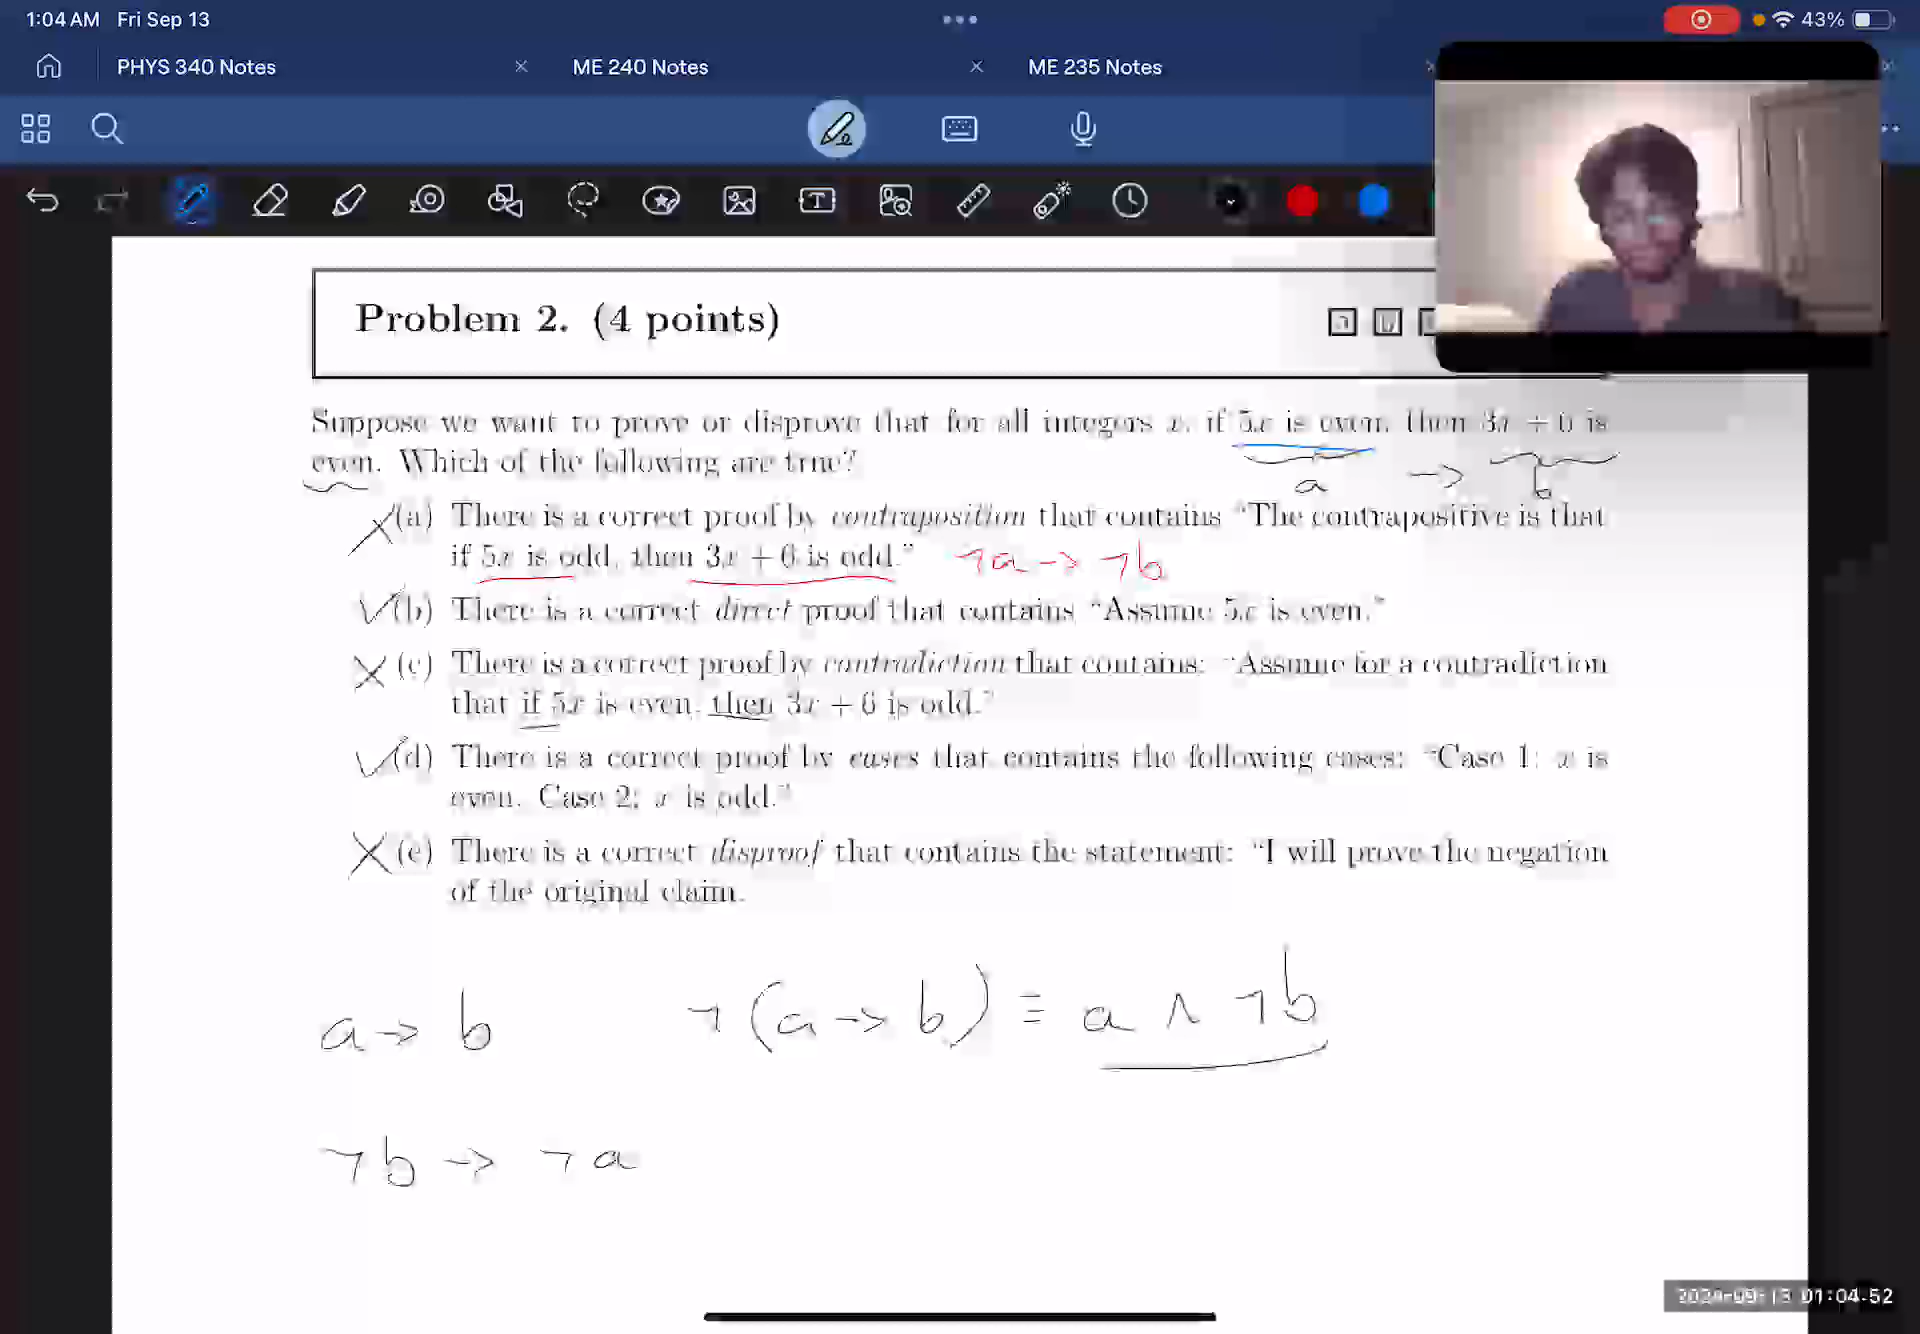 1:04 AM Fri Sep 13
43%
PHYS 340 Notes
ME 240 Notes
ME 235 Notes
Problem 2. (4 points)
Suppose we want to prove or disprove that for all integers x, if 5x is even, then 3x + 6 is
even. Which of the following are true?
a → b
(a) There is a correct proof by contraposition that contains "The contrapositive is that
if 5x is odd, then 3x + 6 is odd." ¬a → ¬b
(b) There is a correct direct proof that contains "Assume 5x is even."
(c) There is a correct proof by contradiction that contains: "Assume for a contradiction
that if 5x is even, then 3x + 6 is odd."
(d) There is a correct proof by cases that contains the following cases: "Case 1: x is
even. Case 2: x is odd."
(e) There is a correct disproof that contains the statement: "I will prove the negation
of the original claim.
a → b ¬(a → b) ≡ a ∧ ¬b
¬b → ¬a
2024-09-13 01:04:52